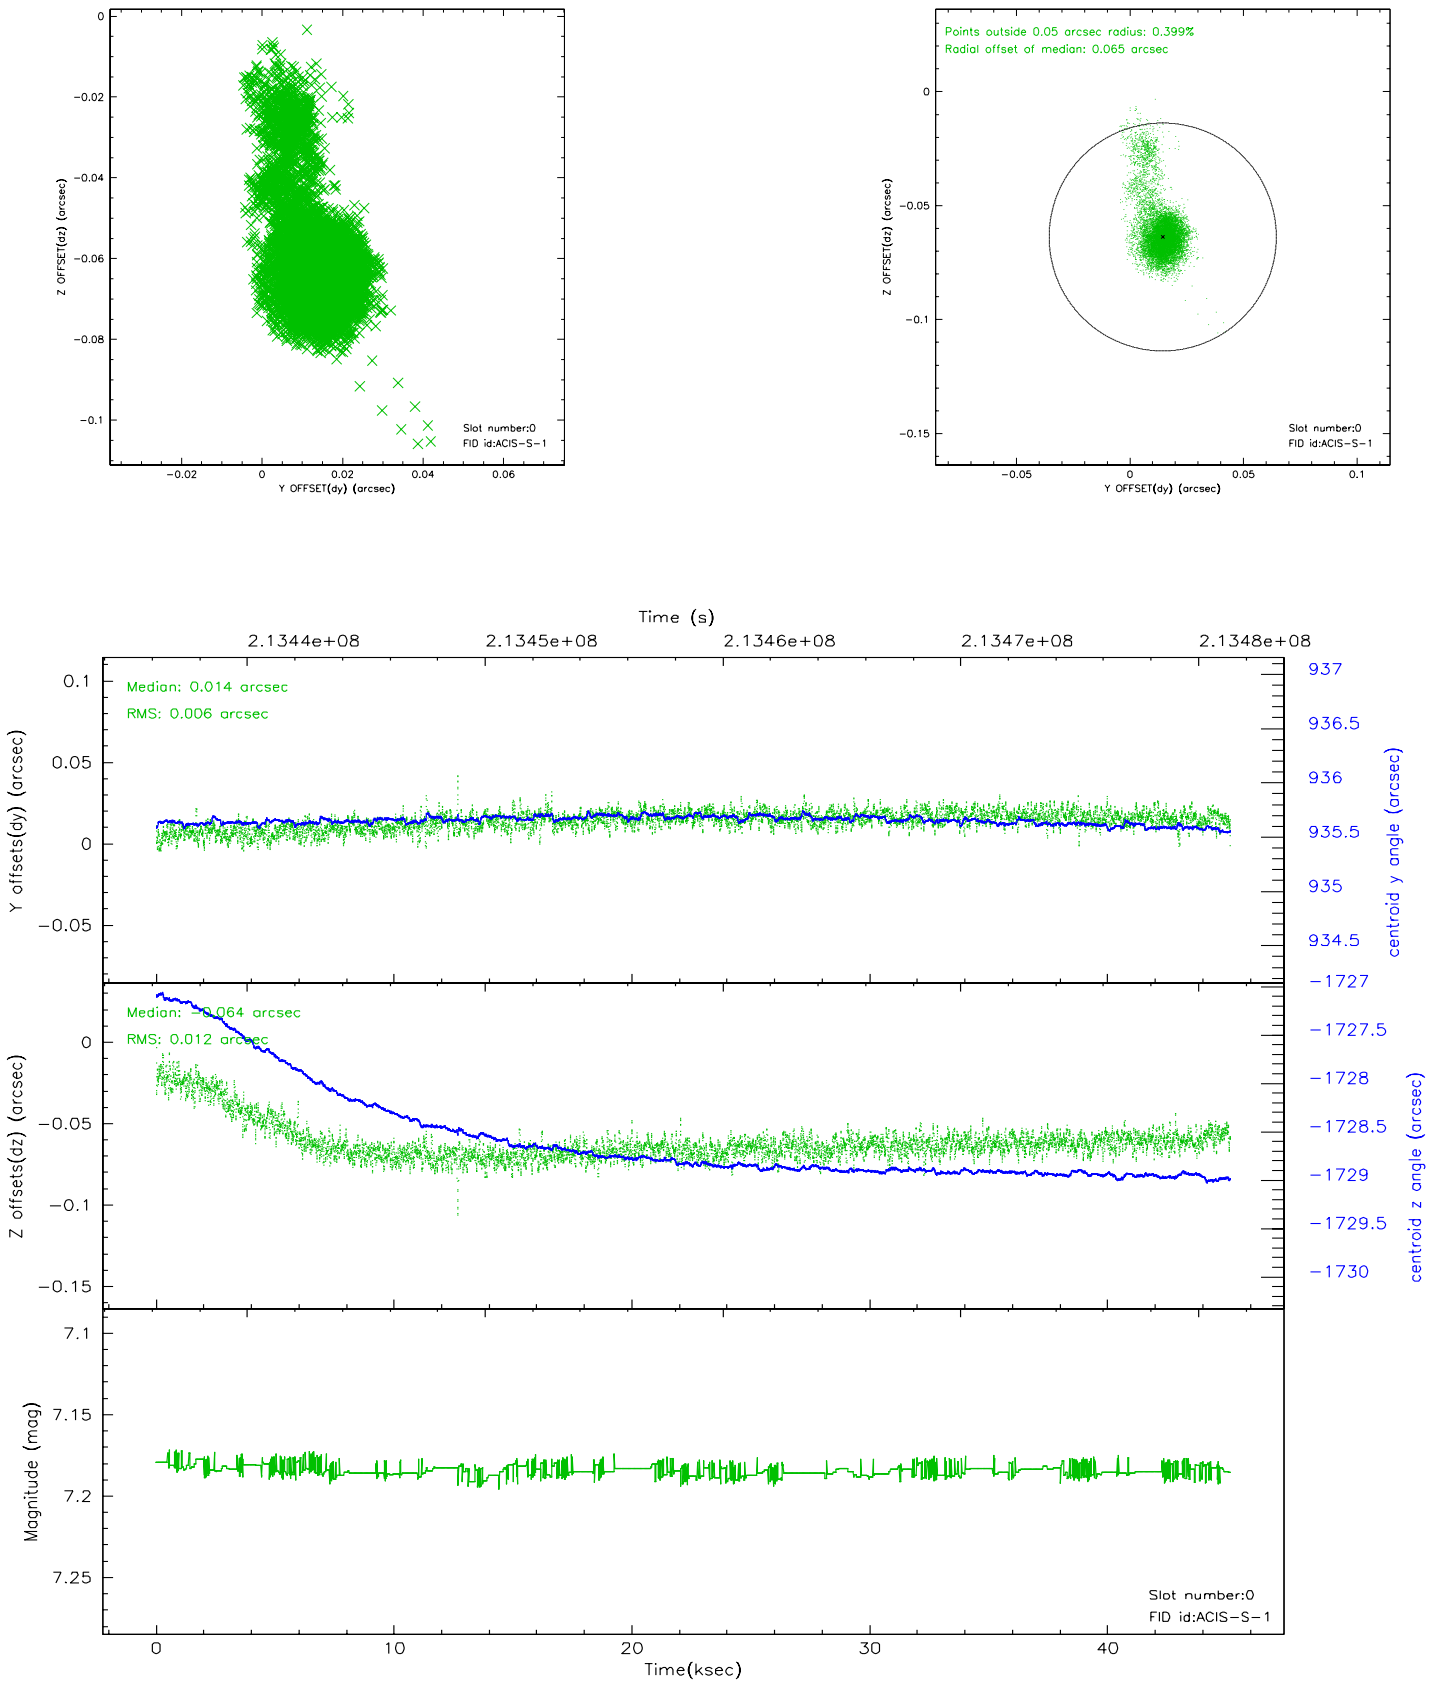 0
-0.02
-0.04
-0.06
-0.08
-0.1
Z OFFSET(dz) (arcsec)
Slot number:0
FID id:ACIS-S-1
-0.02 0 0.02 0.04 0.06
Y OFFSET(dy) (arcsec)
Points outside 0.05 arcsec radius: 0.399%
Radial offset of median: 0.065 arcsec
0
-0.05
-0.1
-0.15
Z OFFSET(dz) (arcsec)
Slot number:0
FID id:ACIS-S-1
-0.05 0 0.05 0.1
Y OFFSET(dy) (arcsec)
Time (s)
2.1344e+08 2.1345e+08 2.1346e+08 2.1347e+08 2.1348e+08
Median: 0.014 arcsec
RMS: 0.006 arcsec
0.1
0.05
0
-0.05
Y offsets(dy) (arcsec)
937
936.5
936
935.5
935
934.5
centroid y angle (arcsec)
Median: -0.064 arcsec
RMS: 0.012 arcsec
0
-0.05
-0.1
-0.15
Z offsets(dz) (arcsec)
-1727
-1727.5
-1728
-1728.5
-1729
-1729.5
-1730
centroid z angle (arcsec)
7.1
7.15
7.2
7.25
Magnitude (mag)
Slot number:0
FID id:ACIS-S-1
0 10 20 30 40
Time(ksec)